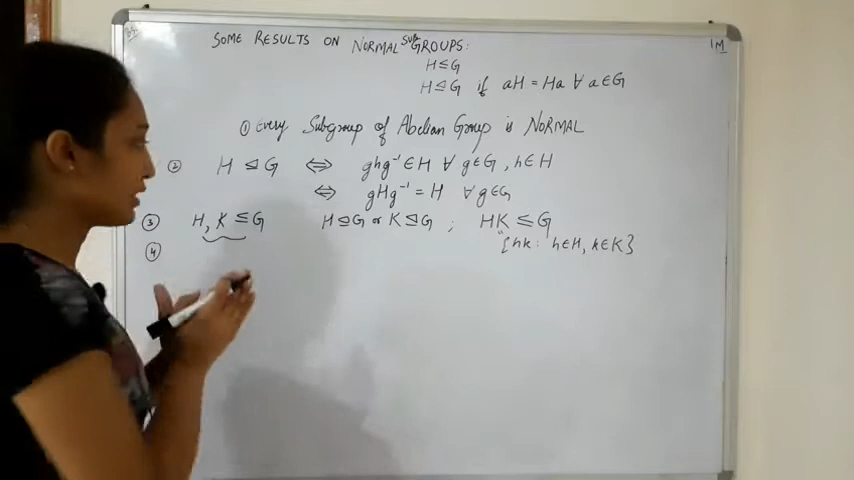 SOME RESULTS ON NORMAL SUBGROUPS:
H ≤ G
H ⊴ G if aH = Ha ∀ a ∈ G
① Every Subgroup of Abelian Group is NORMAL
② H ⊴ G ⇔ ghg⁻¹ ∈ H ∀ g ∈ G, h ∈ H
⇔ gHg⁻¹ = H ∀ g ∈ G
③ H, K ≤ G H ⊴ G or K ⊴ G ; HK ≤ G
{hk : h ∈ H, k ∈ K}
④